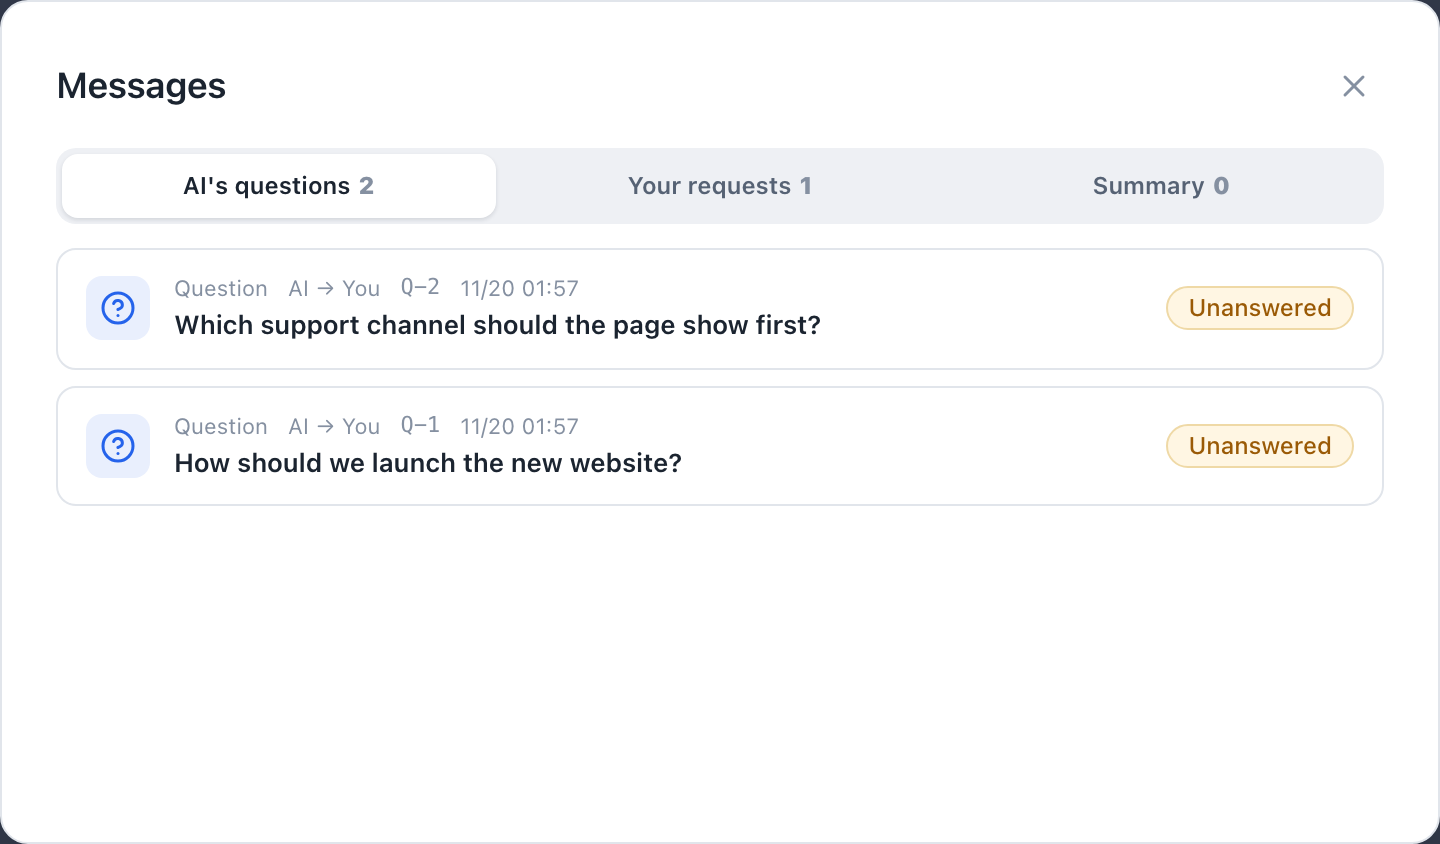 Messages
AI's questions 2
Your requests 1
Summary 0
Question AI → You Q–2 11/20 01:57
Which support channel should the page show first?
Unanswered
Question AI → You Q–1 11/20 01:57
How should we launch the new website?
Unanswered